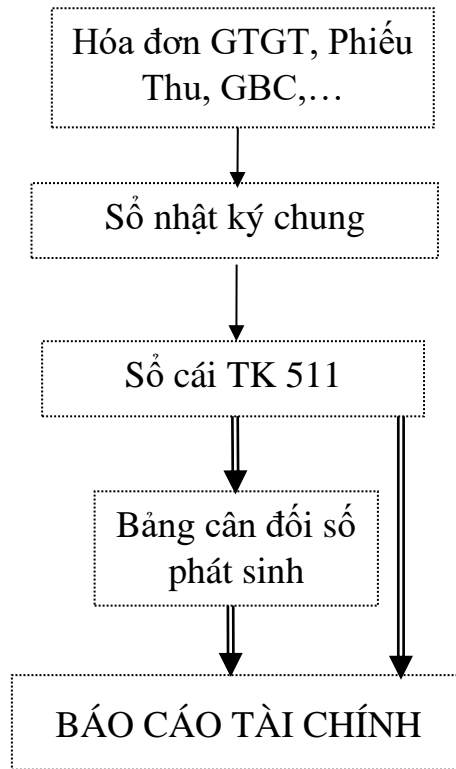 Hóa đơn GTGT, Phiếu
Thu, GBC,…
Sổ nhật ký chung
Sổ cái TK 511
Bảng cân đối số
phát sinh
BÁO CÁO TÀI CHÍNH